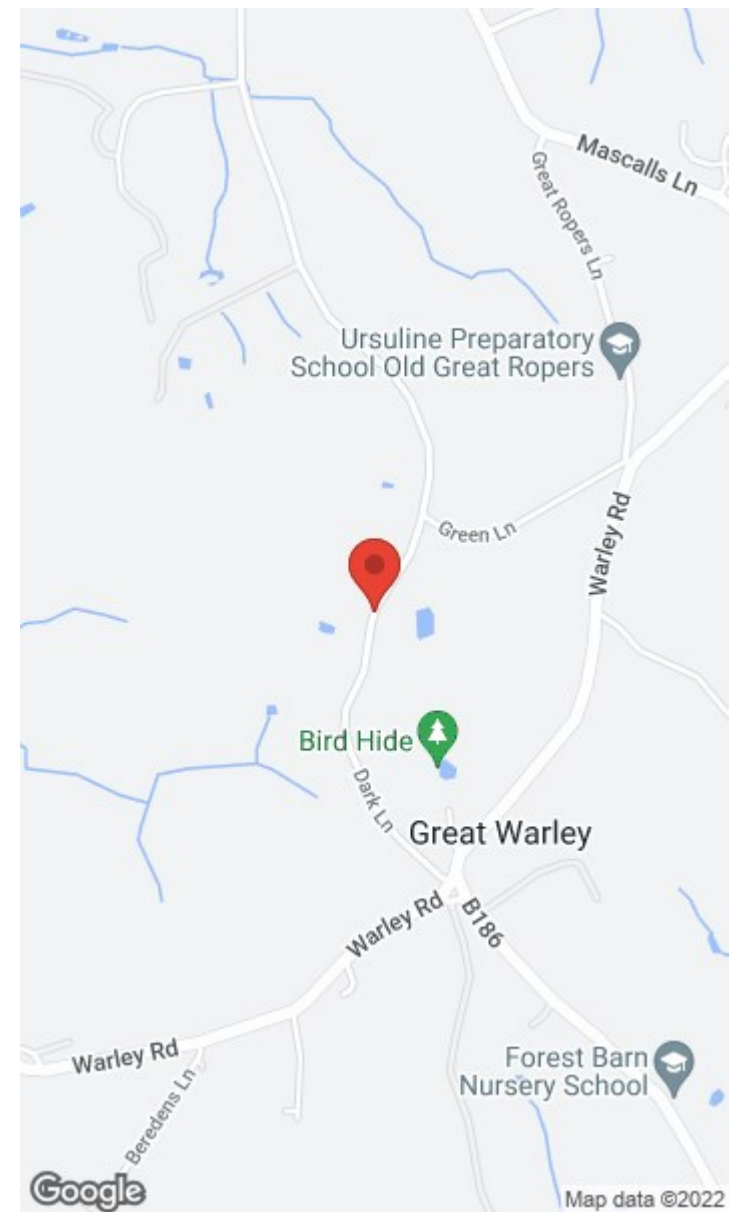 Mascalls Ln
Great Ropers Ln
Ursuline Preparatory
School Old Great Ropers
Green Ln
Warley Rd
Bird Hide
Dark Ln
Great Warley
Warley Rd
B186
Warley Rd
Beredens Ln
Forest Barn
Nursery School
Google
Map data ©2022